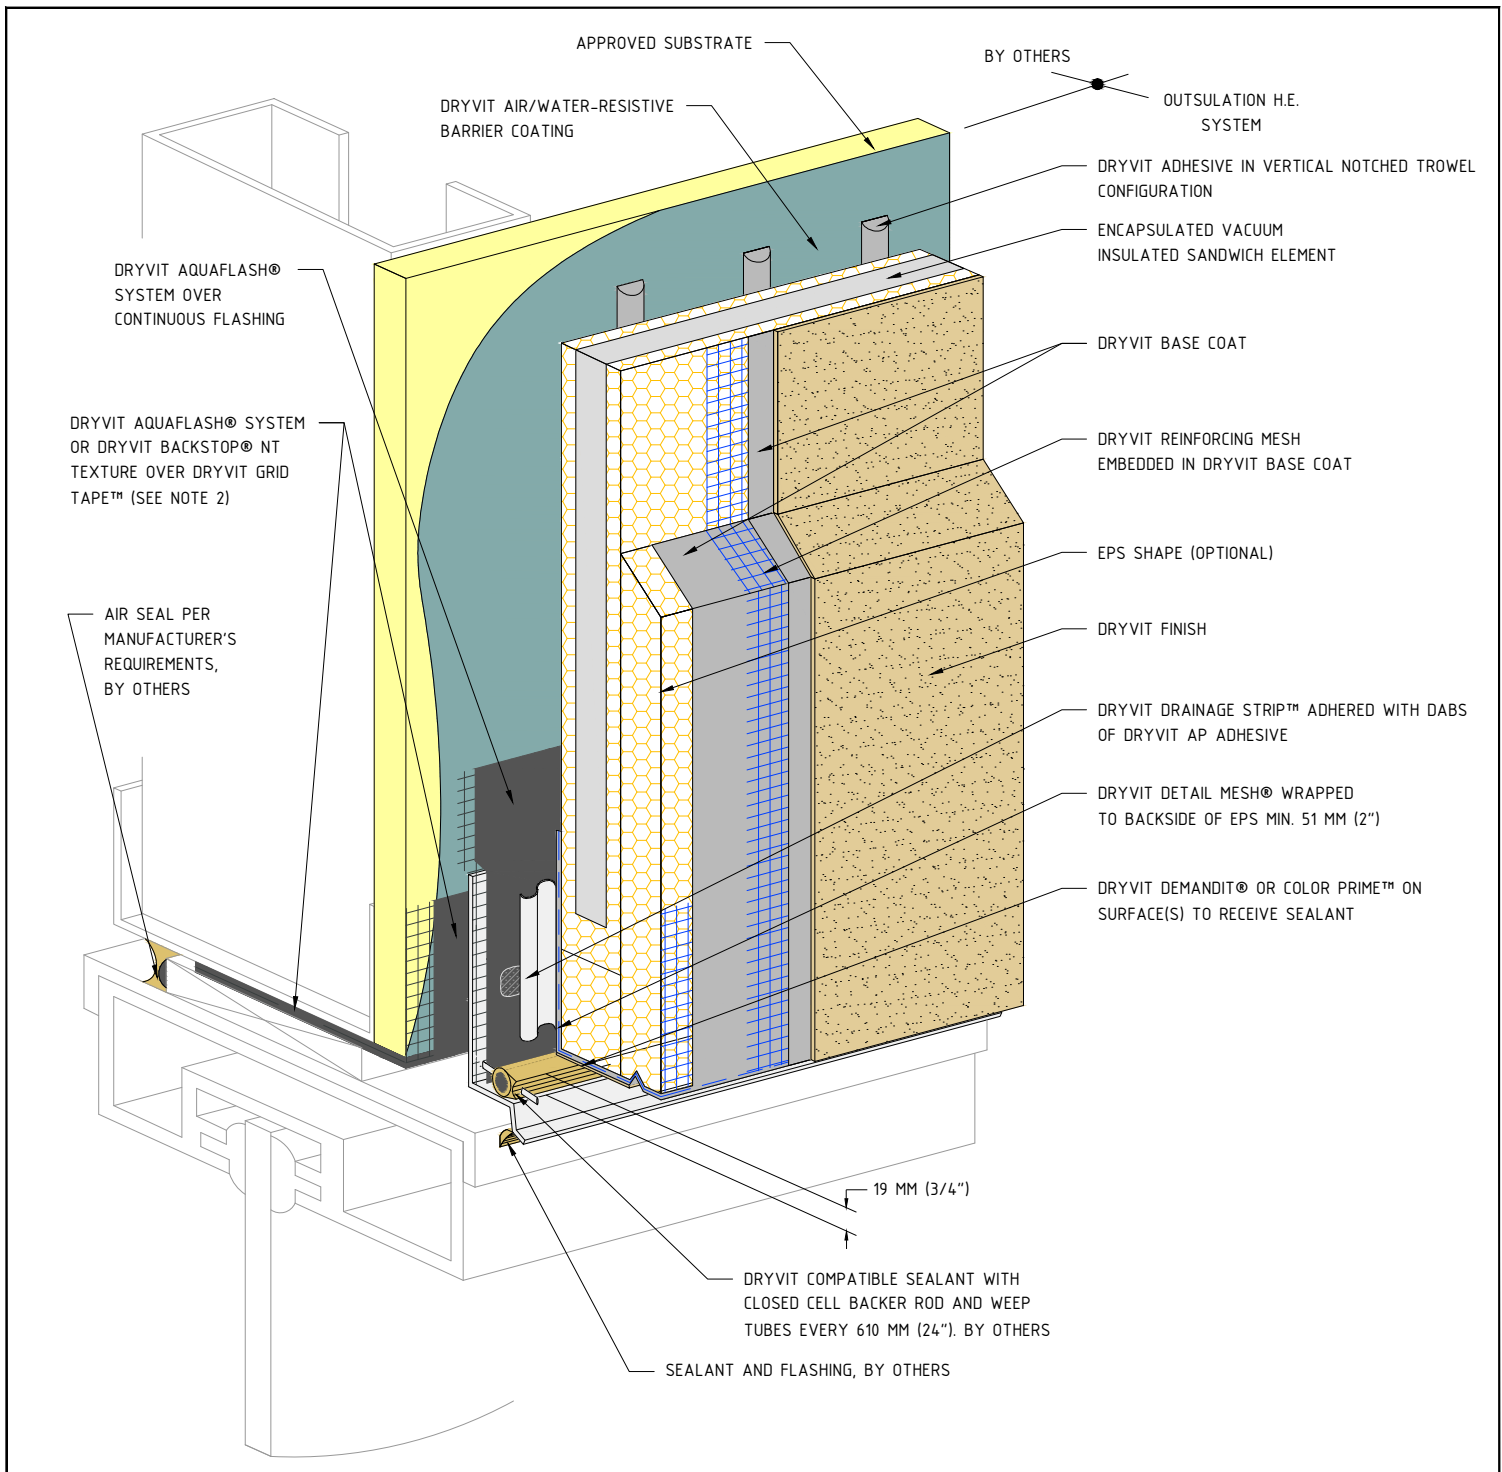 APPROVED SUBSTRATE
BY OTHERS
OUTSULATION H.E.
SYSTEM
DRYVIT AIR/WATER-RESISTIVE
BARRIER COATING
DRYVIT ADHESIVE IN VERTICAL NOTCHED TROWEL
CONFIGURATION
ENCAPSULATED VACUUM
INSULATED SANDWICH ELEMENT
DRYVIT AQUAFLASH®
SYSTEM OVER
CONTINUOUS FLASHING
DRYVIT BASE COAT
DRYVIT AQUAFLASH® SYSTEM
OR DRYVIT BACKSTOP® NT
TEXTURE OVER DRYVIT GRID
TAPE™ (SEE NOTE 2)
DRYVIT REINFORCING MESH
EMBEDDED IN DRYVIT BASE COAT
EPS SHAPE (OPTIONAL)
AIR SEAL PER
MANUFACTURER'S
REQUIREMENTS,
BY OTHERS
DRYVIT FINISH
DRYVIT DRAINAGE STRIP™ ADHERED WITH DABS
OF DRYVIT AP ADHESIVE
DRYVIT DETAIL MESH® WRAPPED
TO BACKSIDE OF EPS MIN. 51 MM (2")
DRYVIT DEMANDIT® OR COLOR PRIME™ ON
SURFACE(S) TO RECEIVE SEALANT
19 MM (3/4")
DRYVIT COMPATIBLE SEALANT WITH
CLOSED CELL BACKER ROD AND WEEP
TUBES EVERY 610 MM (24"). BY OTHERS
SEALANT AND FLASHING, BY OTHERS